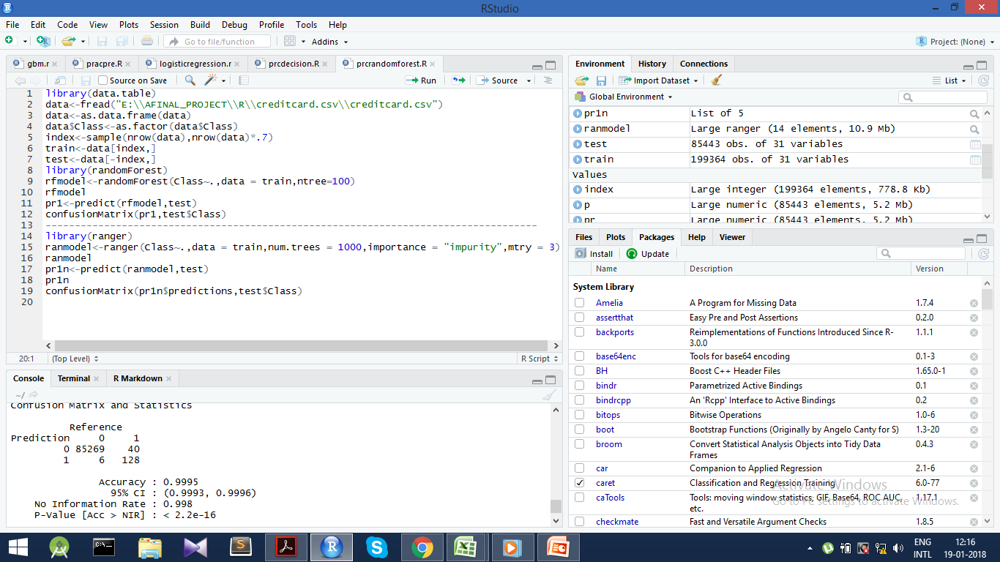 RStudio
File Edit Code View Plots Session Build Debug Profile Tools Help
Go to file/function Addins Project: (None)
gbm.r pracpre.R logisticregression.r prcdecision.R prcrandomforest.R
Source on Save Run Source
1 library(data.table)
2 data<-fread("E:\\AFINAL_PROJECT\\R\\creditcard.csv\\creditcard.csv")
3 data<-as.data.frame(data)
4 data$Class<-as.factor(data$Class)
5 index<-sample(nrow(data),nrow(data)*.7)
6 train<-data[index,]
7 test<-data[-index,]
8 library(randomForest)
9 rfmodel<-randomForest(Class~.,data = train,ntree=100)
10 rfmodel
11 pr1<-predict(rfmodel,test)
12 confusionMatrix(pr1,test$Class)
13 -----------------------------------------------------------------------------------------
14 library(ranger)
15 ranmodel<-ranger(Class~.,data = train,num.trees = 1000,importance = "impurity",mtry = 3)
16 ranmodel
17 pr1n<-predict(ranmodel,test)
18 pr1n
19 confusionMatrix(pr1n$predictions,test$Class)
20
20:1 (Top Level) R Script
Console Terminal R Markdown
~/
Confusion Matrix and Statistics
Reference
Prediction 0 1
0 85269 40
1 6 128
Accuracy : 0.9995
95% CI : (0.9993, 0.9996)
No Information Rate : 0.998
P-Value [Acc > NIR] : < 2.2e-16
Environment History Connections
Import Dataset List
Global Environment
pr1n List of 5
ranmodel Large ranger (14 elements, 10.9 Mb)
test 85443 obs. of 31 variables
train 199364 obs. of 31 variables
Values
index Large integer (199364 elements, 778.8 Kb)
p Large numeric (85443 elements, 5.2 Mb)
pr Large numeric (85443 elements, 5.2 Mb)
Files Plots Packages Help Viewer
Install Update
Name Description Version
System Library
Amelia A Program for Missing Data 1.7.4
assertthat Easy Pre and Post Assertions 0.2.0
backports Reimplementations of Functions Introduced Since R- 1.1.1
3.0.0
base64enc Tools for base64 encoding 0.1-3
BH Boost C++ Header Files 1.65.0-1
bindr Parametrized Active Bindings 0.1
bindrcpp An 'Rcpp' Interface to Active Bindings 0.2
bitops Bitwise Operations 1.0-6
boot Bootstrap Functions (Originally by Angelo Canty for S) 1.3-20
broom Convert Statistical Analysis Objects into Tidy Data 0.4.3
Frames
car Companion to Applied Regression 2.1-6
caret Classification and Regression Training 6.0-77
caTools Tools: moving window statistics, GIF, Base64, ROC AUC, 1.17.1
etc.
checkmate Fast and Versatile Argument Checks 1.8.5
Activate Windows
Go to PC settings to activate Windows.
ENG 12:16
INTL 19-01-2018